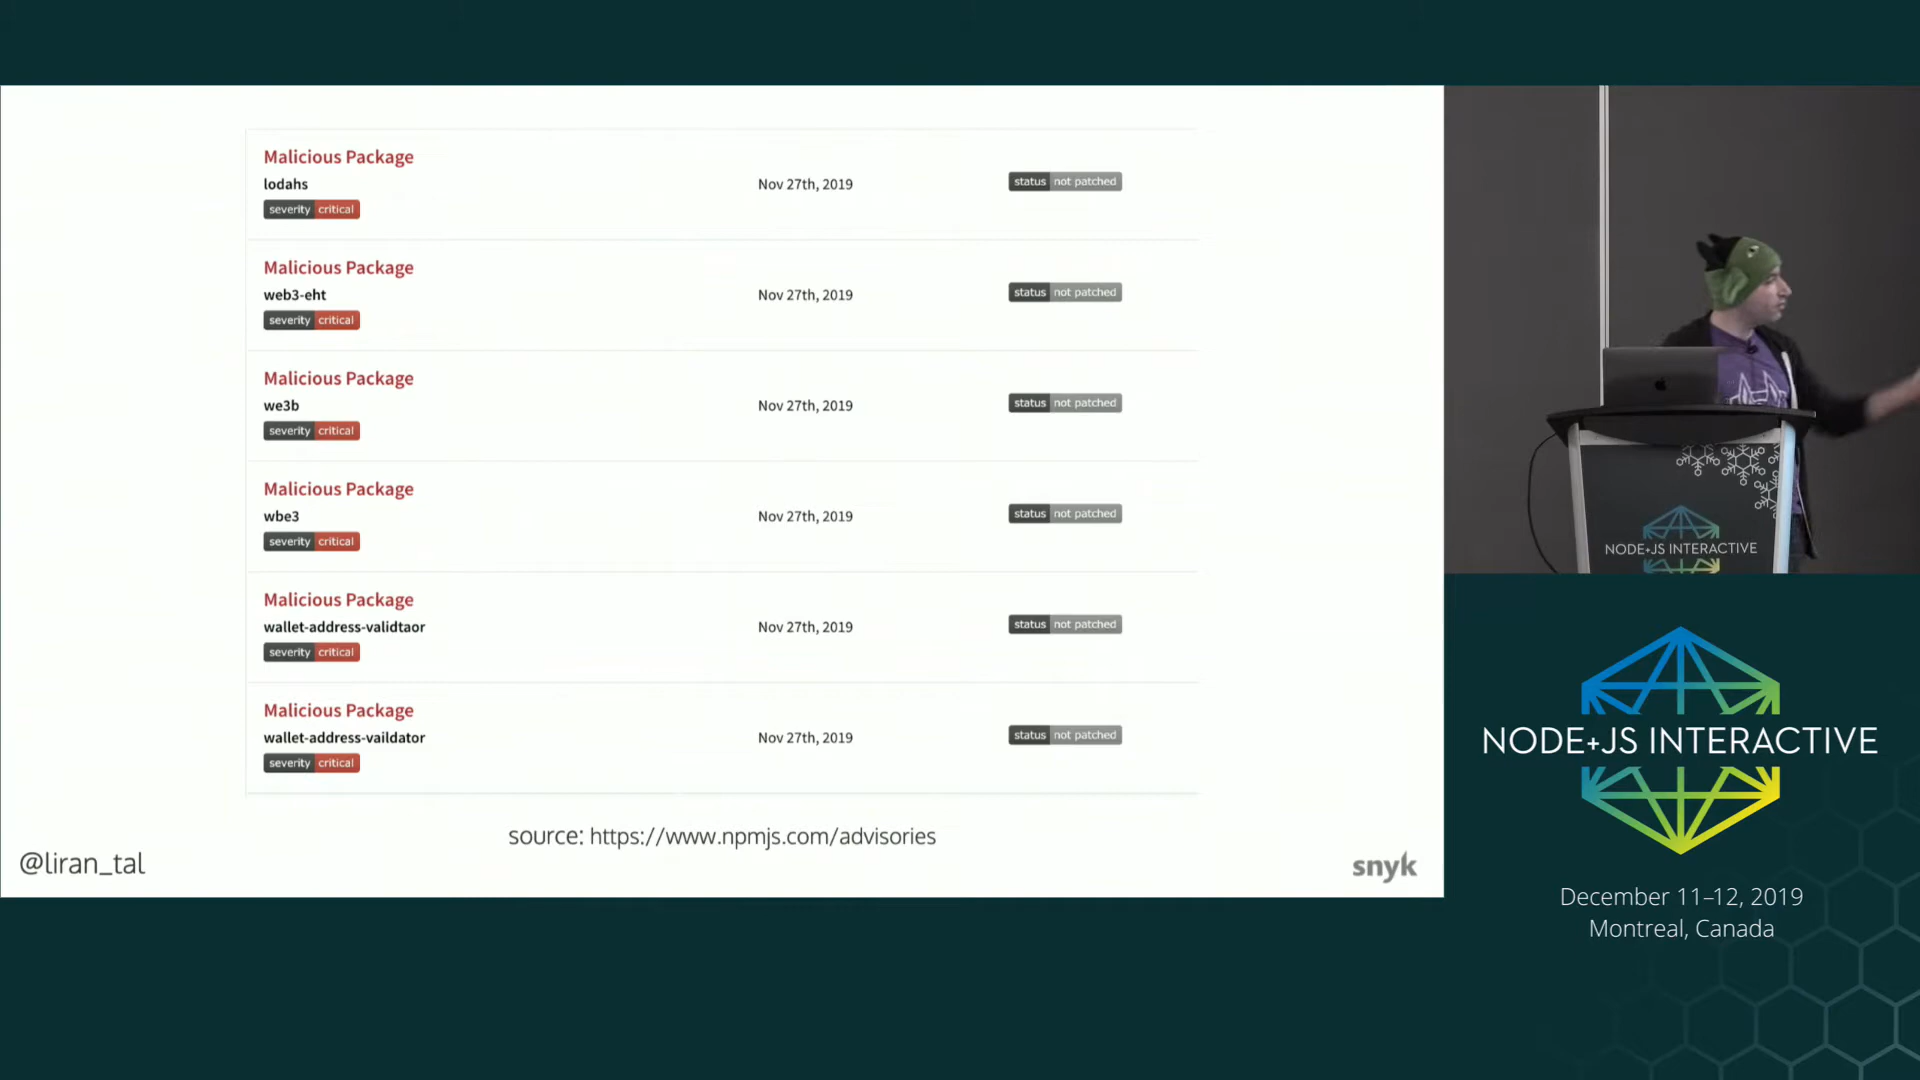 Malicious Package
lodahs
severity critical
Nov 27th, 2019
status not patched
Malicious Package
web3-eht
severity critical
Nov 27th, 2019
status not patched
Malicious Package
we3b
severity critical
Nov 27th, 2019
status not patched
Malicious Package
wbe3
severity critical
Nov 27th, 2019
status not patched
Malicious Package
wallet-address-validtaor
severity critical
Nov 27th, 2019
status not patched
Malicious Package
wallet-address-vaildator
severity critical
Nov 27th, 2019
status not patched
source: https://www.npmjs.com/advisories
@liran_tal
snyk
NODE+JS INTERACTIVE
NODE+JS INTERACTIVE
December 11–12, 2019
Montreal, Canada